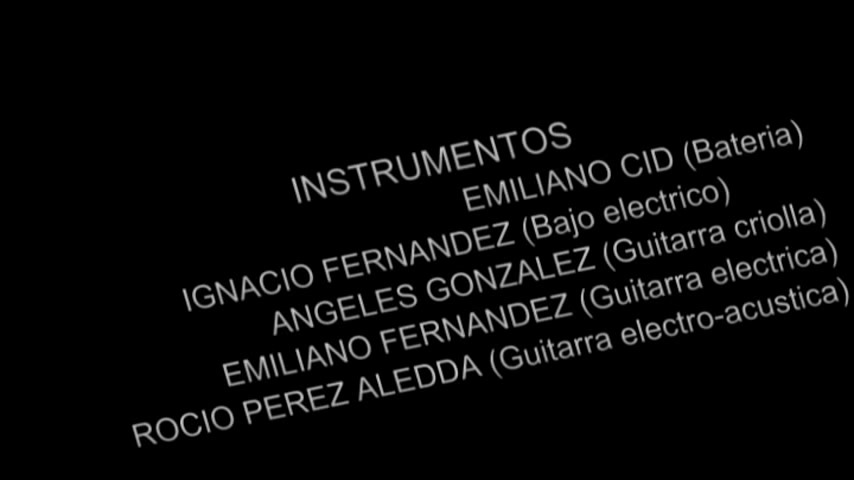 INSTRUMENTOS
EMILIANO CID (Bateria)
IGNACIO FERNANDEZ (Bajo electrico)
ANGELES GONZALEZ (Guitarra criolla)
EMILIANO FERNANDEZ (Guitarra electrica)
ROCIO PEREZ ALEDDA (Guitarra electro-acustica)